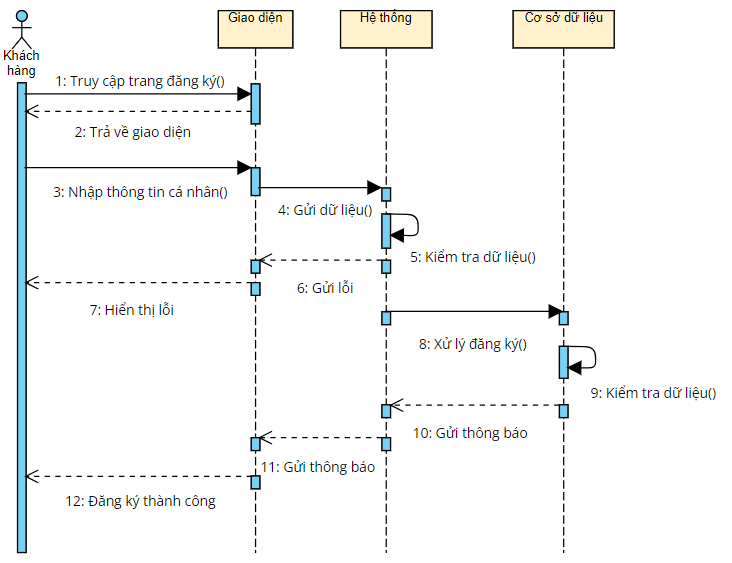 Giao diện
Hệ thông
Cơ sở dữ liệu
Khách
hàng
1: Truy cập trang đăng ký()
2: Trả về giao diện
3: Nhập thông tin cá nhân()
4: Gửi dữ liệu()
5: Kiểm tra dữ liệu()
6: Gửi lỗi
7: Hiển thị lỗi
8: Xử lý đăng ký()
9: Kiểm tra dữ liệu()
10: Gửi thông báo
11: Gửi thông báo
12: Đăng ký thành công